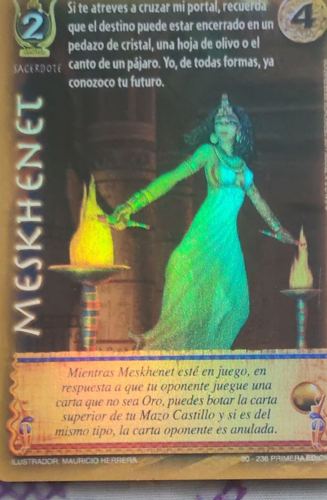 2
4
Si te atreves a cruzar mi portal, recuerda
que el destino puede estar encerrado en un
pedazo de cristal, una hoja de olivo o el
canto de un pájaro. Yo, de todas formas, ya
conozoco tu futuro.
SACERDOTE
MESKHENET
Mientras Meskhenet esté en juego, en
respuesta a que tu oponente juegue una
carta que no sea Oro, puedes botar la carta
superior de tu Mazo Castillo y si es del
mismo tipo, la carta oponente es anulada.
ILUSTRADOR: MAURICIO HERRERA
- 236 PRIMERA EDICI